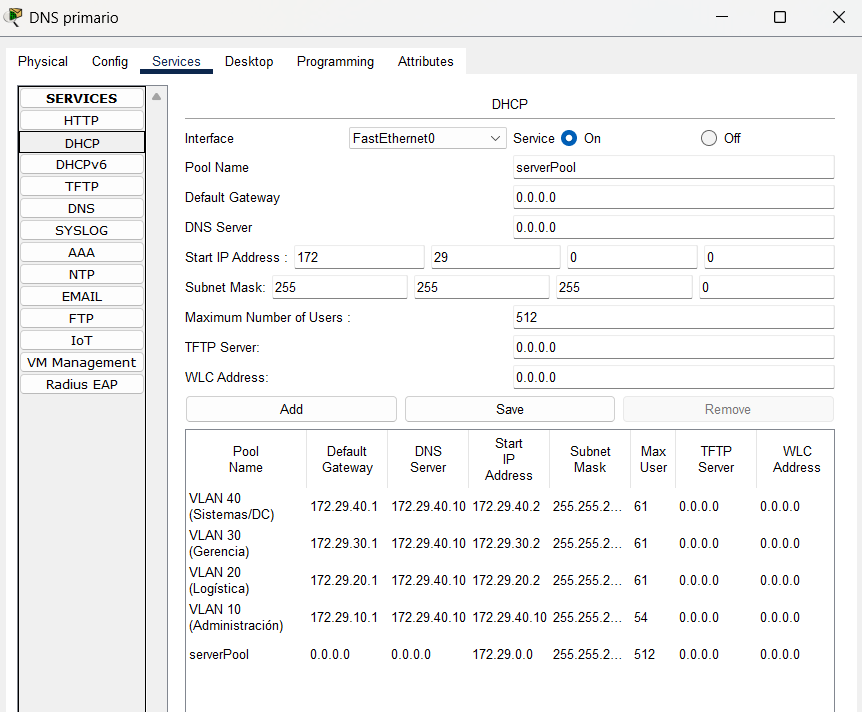 DNS primario
Physical Config Services Desktop Programming Attributes
SERVICES
HTTP
DHCP
DHCPv6
TFTP
DNS
SYSLOG
AAA
NTP
EMAIL
FTP
IoT
VM Management
Radius EAP
DHCP
Interface FastEthernet0 Service On Off
Pool Name serverPool
Default Gateway 0.0.0.0
DNS Server 0.0.0.0
Start IP Address : 172 29 0 0
Subnet Mask: 255 255 255 0
Maximum Number of Users : 512
TFTP Server: 0.0.0.0
WLC Address: 0.0.0.0
Add Save Remove
Pool Name Default Gateway DNS Server Start IP Address Subnet Mask Max User TFTP Server WLC Address
VLAN 40 (Sistemas/DC) 172.29.40.1 172.29.40.10 172.29.40.2 255.255.2... 61 0.0.0.0 0.0.0.0
VLAN 30 (Gerencia) 172.29.30.1 172.29.40.10 172.29.30.2 255.255.2... 61 0.0.0.0 0.0.0.0
VLAN 20 (Logística) 172.29.20.1 172.29.40.10 172.29.20.2 255.255.2... 61 0.0.0.0 0.0.0.0
VLAN 10 (Administración) 172.29.10.1 172.29.40.10 172.29.40.10 255.255.2... 54 0.0.0.0 0.0.0.0
serverPool 0.0.0.0 0.0.0.0 172.29.0.0 255.255.2... 512 0.0.0.0 0.0.0.0